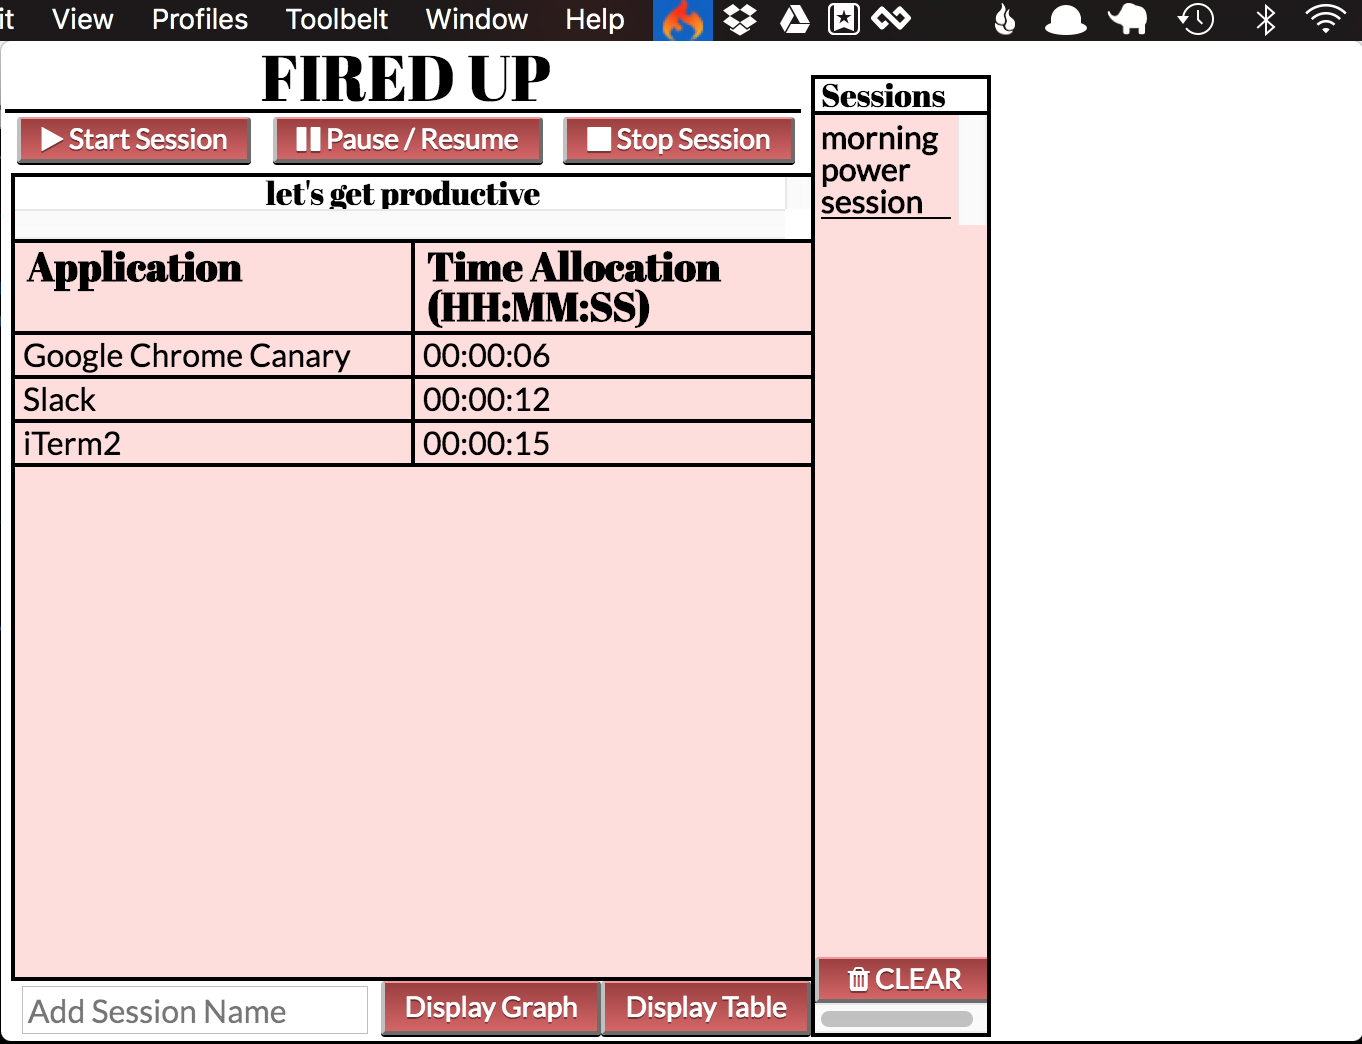 it View Profiles Toolbelt Window Help
FIRED UP
Start Session Pause / Resume Stop Session
let's get productive
Application Time Allocation
(HH:MM:SS)
Google Chrome Canary 00:00:06
Slack 00:00:12
iTerm2 00:00:15
Add Session Name Display Graph Display Table
Sessions
morning
power
session
CLEAR